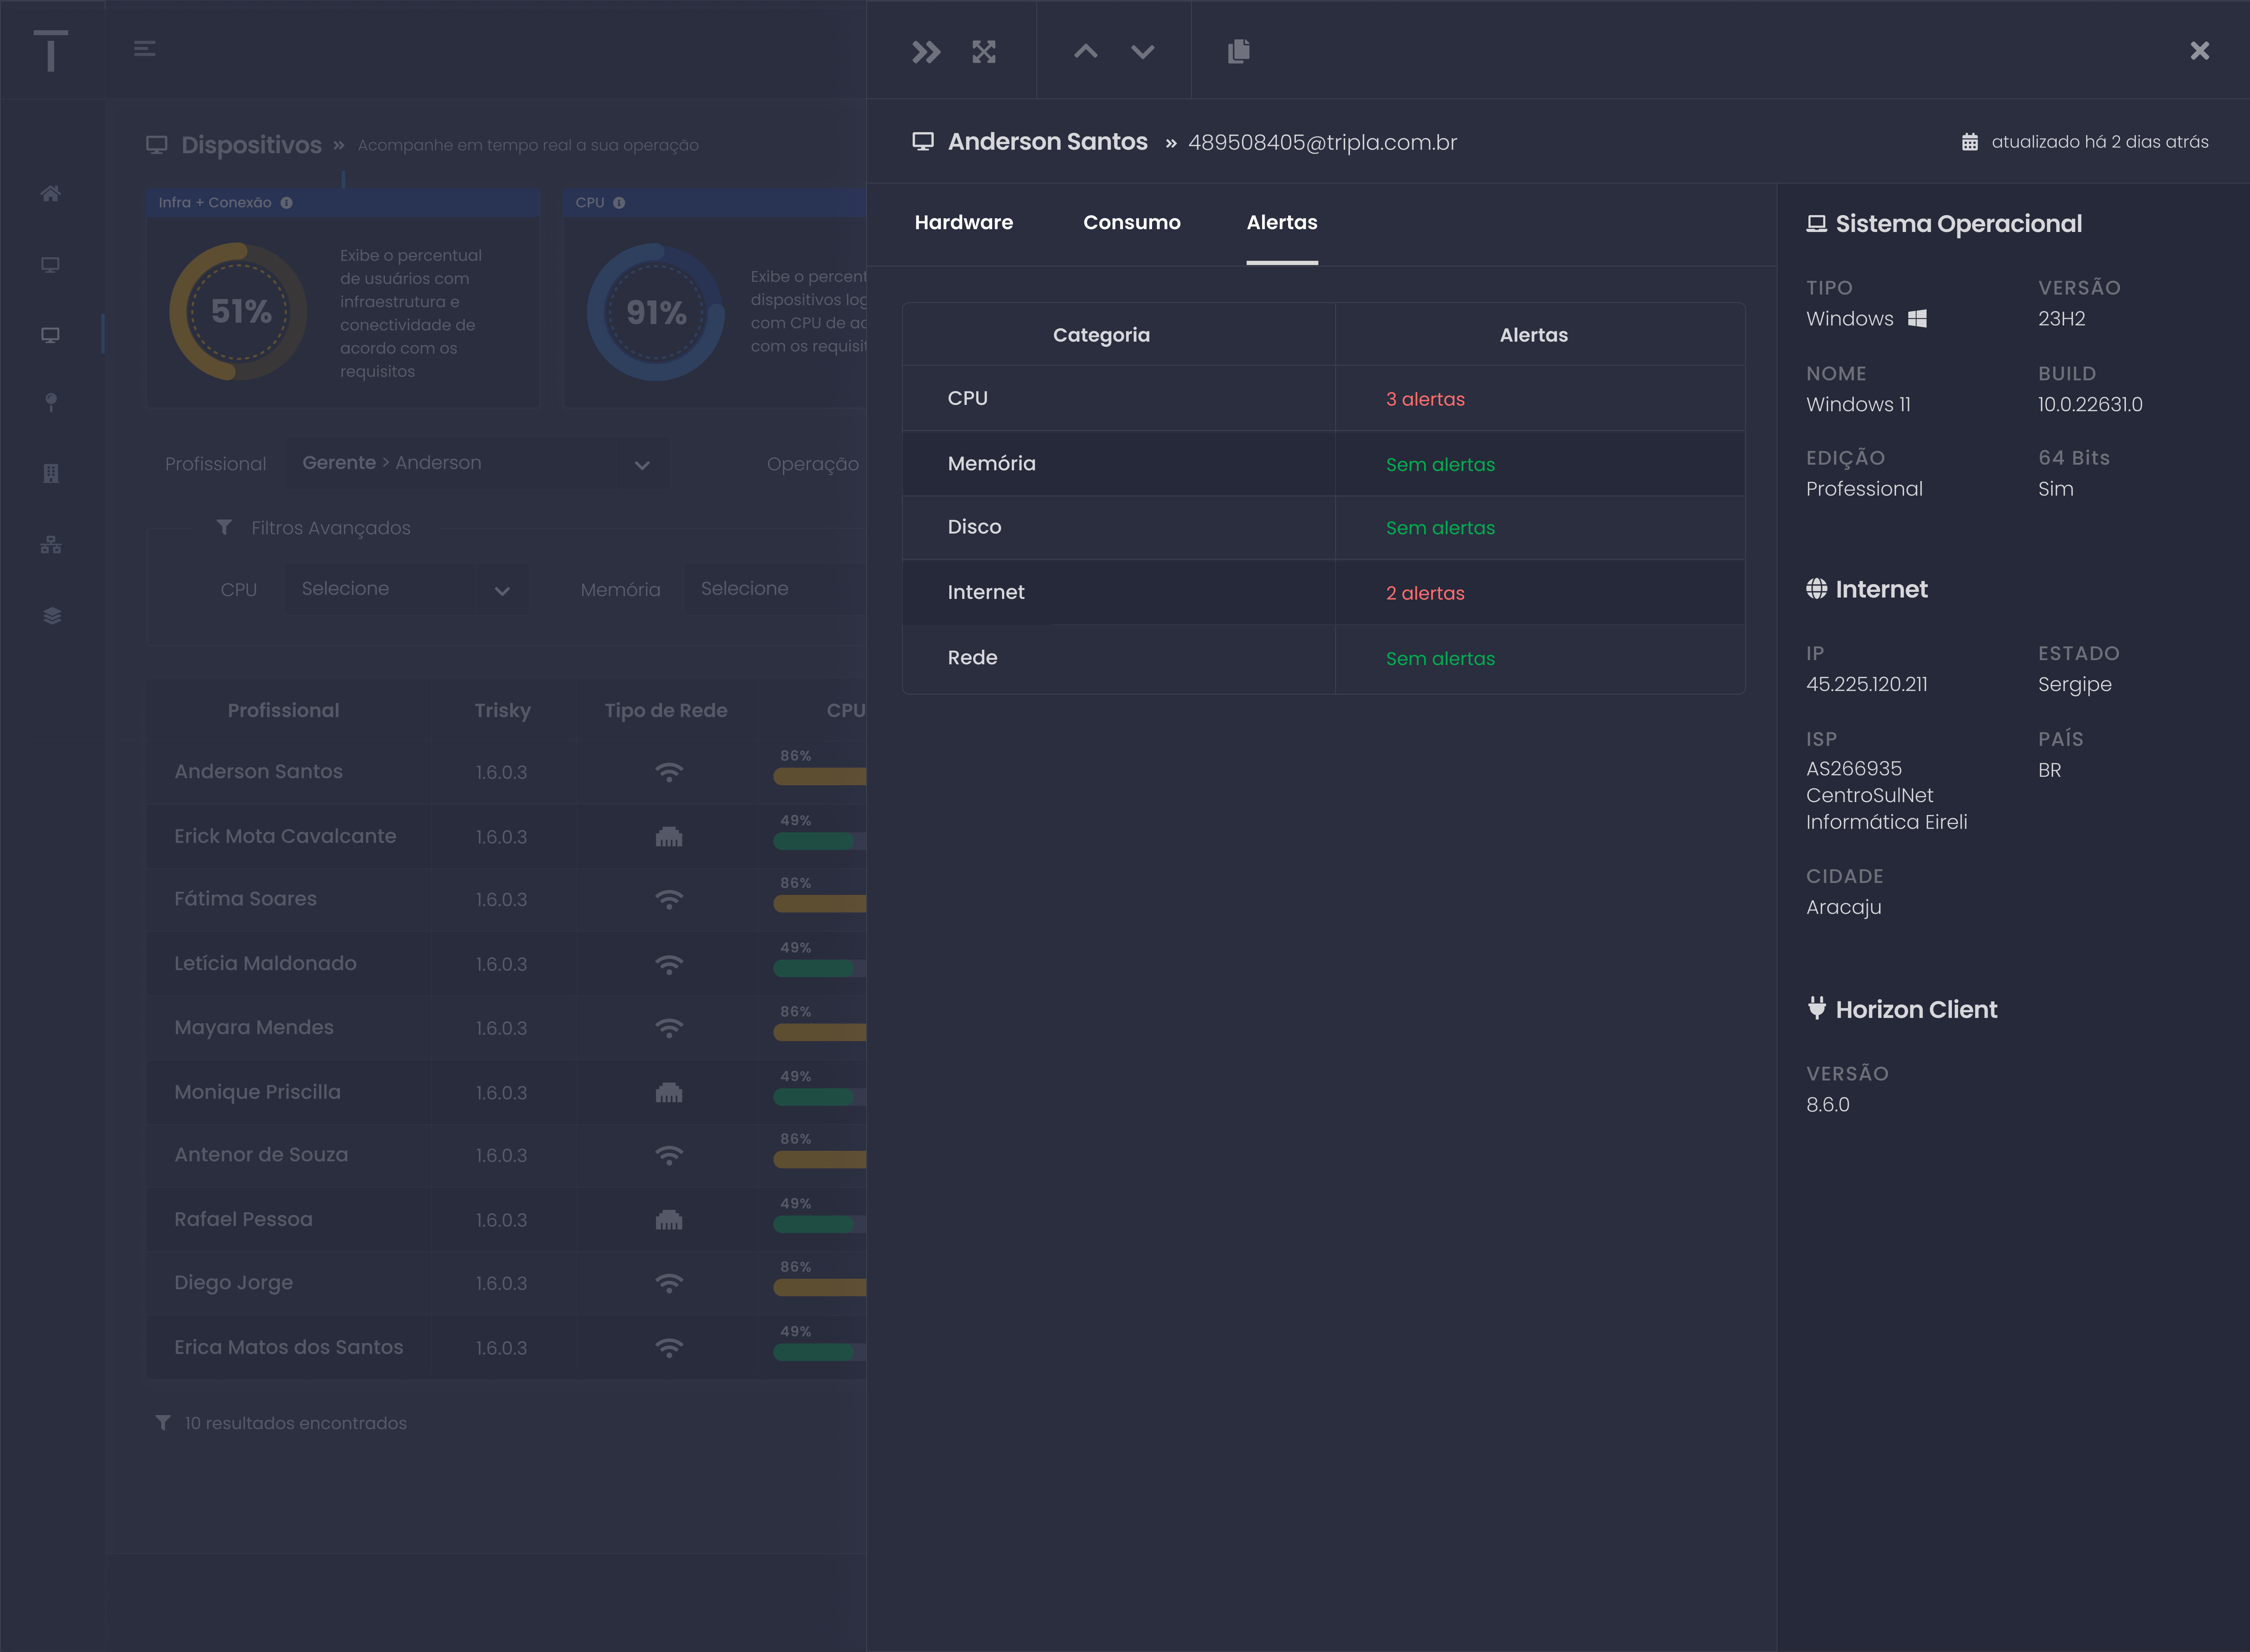 T
Dispositivos » Acompanhe em tempo real a sua operação
Infra + Conexão
51%
Exibe o percentual
de usuários com
infraestrutura e
conectividade de
acordo com os
requisitos
CPU
91%
Exibe o percent
dispositivos log
com CPU de ac
com os requisit
Profissional Gerente > Anderson Operação
Filtros Avançados
CPU Selecione Memória Selecione
Profissional Trisky Tipo de Rede CPU
Anderson Santos 1.6.0.3 86%
Erick Mota Cavalcante 1.6.0.3 49%
Fátima Soares 1.6.0.3 86%
Letícia Maldonado 1.6.0.3 49%
Mayara Mendes 1.6.0.3 86%
Monique Priscilla 1.6.0.3 49%
Antenor de Souza 1.6.0.3 86%
Rafael Pessoa 1.6.0.3 49%
Diego Jorge 1.6.0.3 86%
Erica Matos dos Santos 1.6.0.3 49%
10 resultados encontrados
Anderson Santos » 489508405@tripla.com.br
atualizado há 2 dias atrás
Hardware Consumo Alertas
Categoria Alertas
CPU 3 alertas
Memória Sem alertas
Disco Sem alertas
Internet 2 alertas
Rede Sem alertas
Sistema Operacional
TIPO VERSÃO
Windows 23H2
NOME BUILD
Windows 11 10.0.22631.0
EDIÇÃO 64 Bits
Professional Sim
Internet
IP ESTADO
45.225.120.211 Sergipe
ISP PAÍS
AS266935 BR
CentroSulNet
Informática Eireli
CIDADE
Aracaju
Horizon Client
VERSÃO
8.6.0